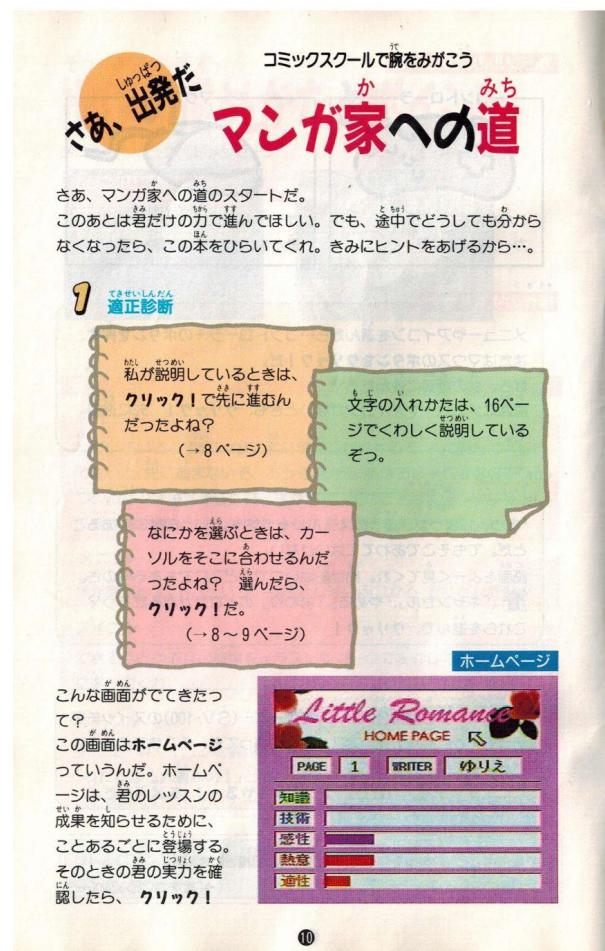 さあ、出発だ
コミックスクールで腕をみがこう
マンガ家への道
さあ、マンガ家への道のスタートだ。
このあとは君だけの力で進んでほしい。でも、途中でどうしても分から
なくなったら、この本をひらいてくれ。きみにヒントをあげるから…。
1 適正診断
私が説明しているときは、
クリック！で先に進むん
だったよね？
（→8ページ）
文字の入れかたは、16ペー
ジでくわしく説明している
ぞっ。
なにかを選ぶときは、カー
ソルをそこに合わせるんだ
ったよね？ 選んだら、
クリック！だ。
（→8～9ページ）
こんな画面がでてきたっ
て？
この画面はホームページ
っていうんだ。ホームペ
ージは、君のレッスンの
成果を知らせるために、
ことあるごとに登場する。
そのときの君の実力を確
認したら、 クリック！
ホームページ
Little Romance
HOME PAGE
PAGE 1 WRITER ゆりえ
知識
技術
感性
熱意
適性
10